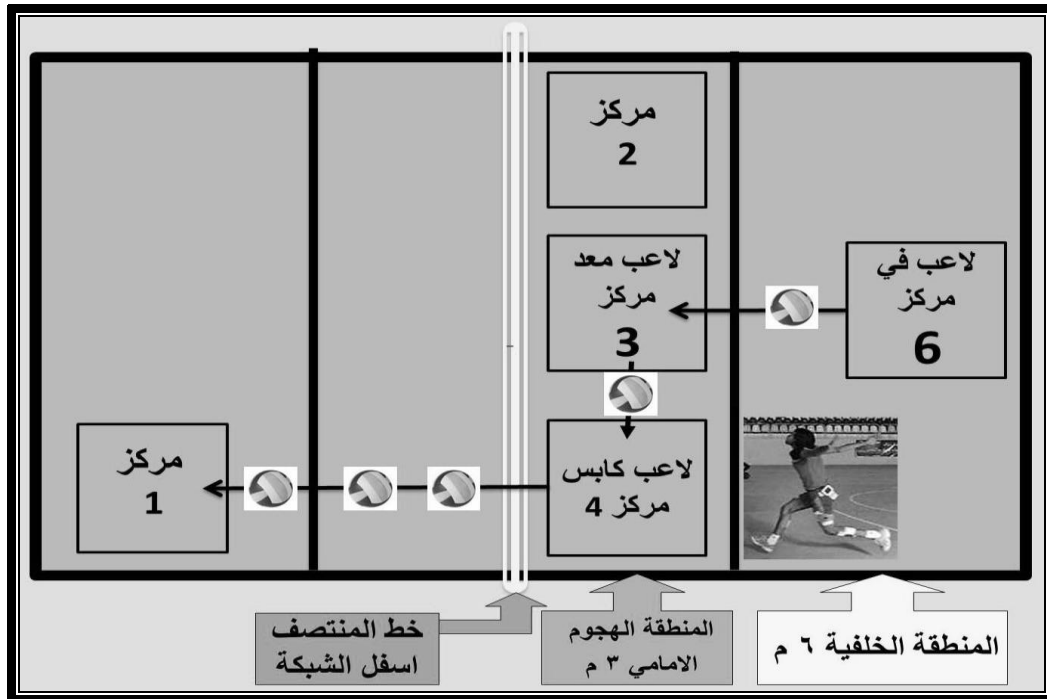 مركز
2
لاعب معد
مركز
3
لاعب في
مركز
6
لاعب كابس
مركز 4
مركز
1
خط المنتصف
اسفل الشبكة
المنطقة الهجوم
الامامي ٣ م
المنطقة الخلفية ٦ م